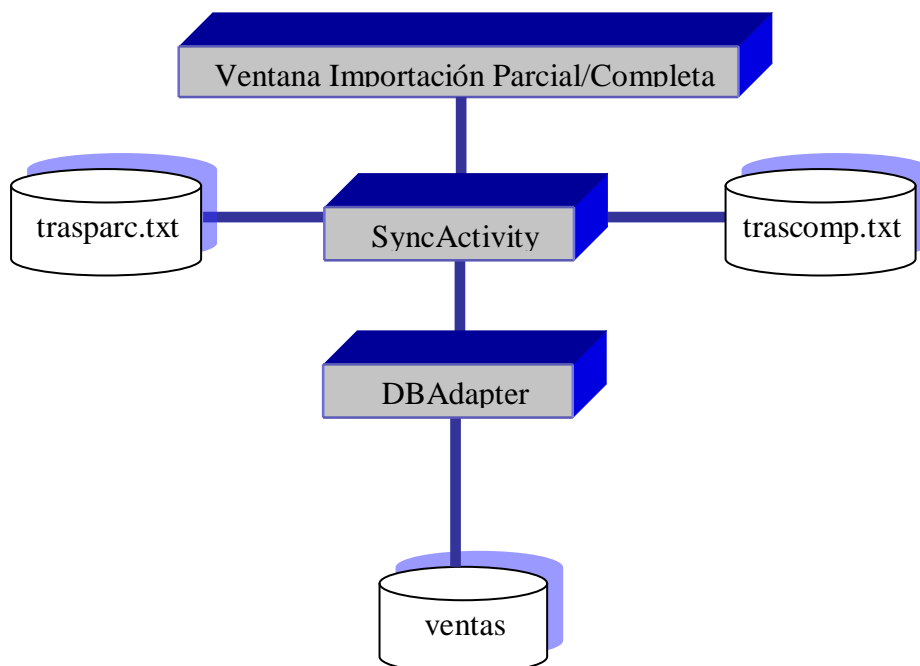 Ventana Importación Parcial/Completa
trasparc.txt
SyncActivity
trascomp.txt
DBAdapter
ventas